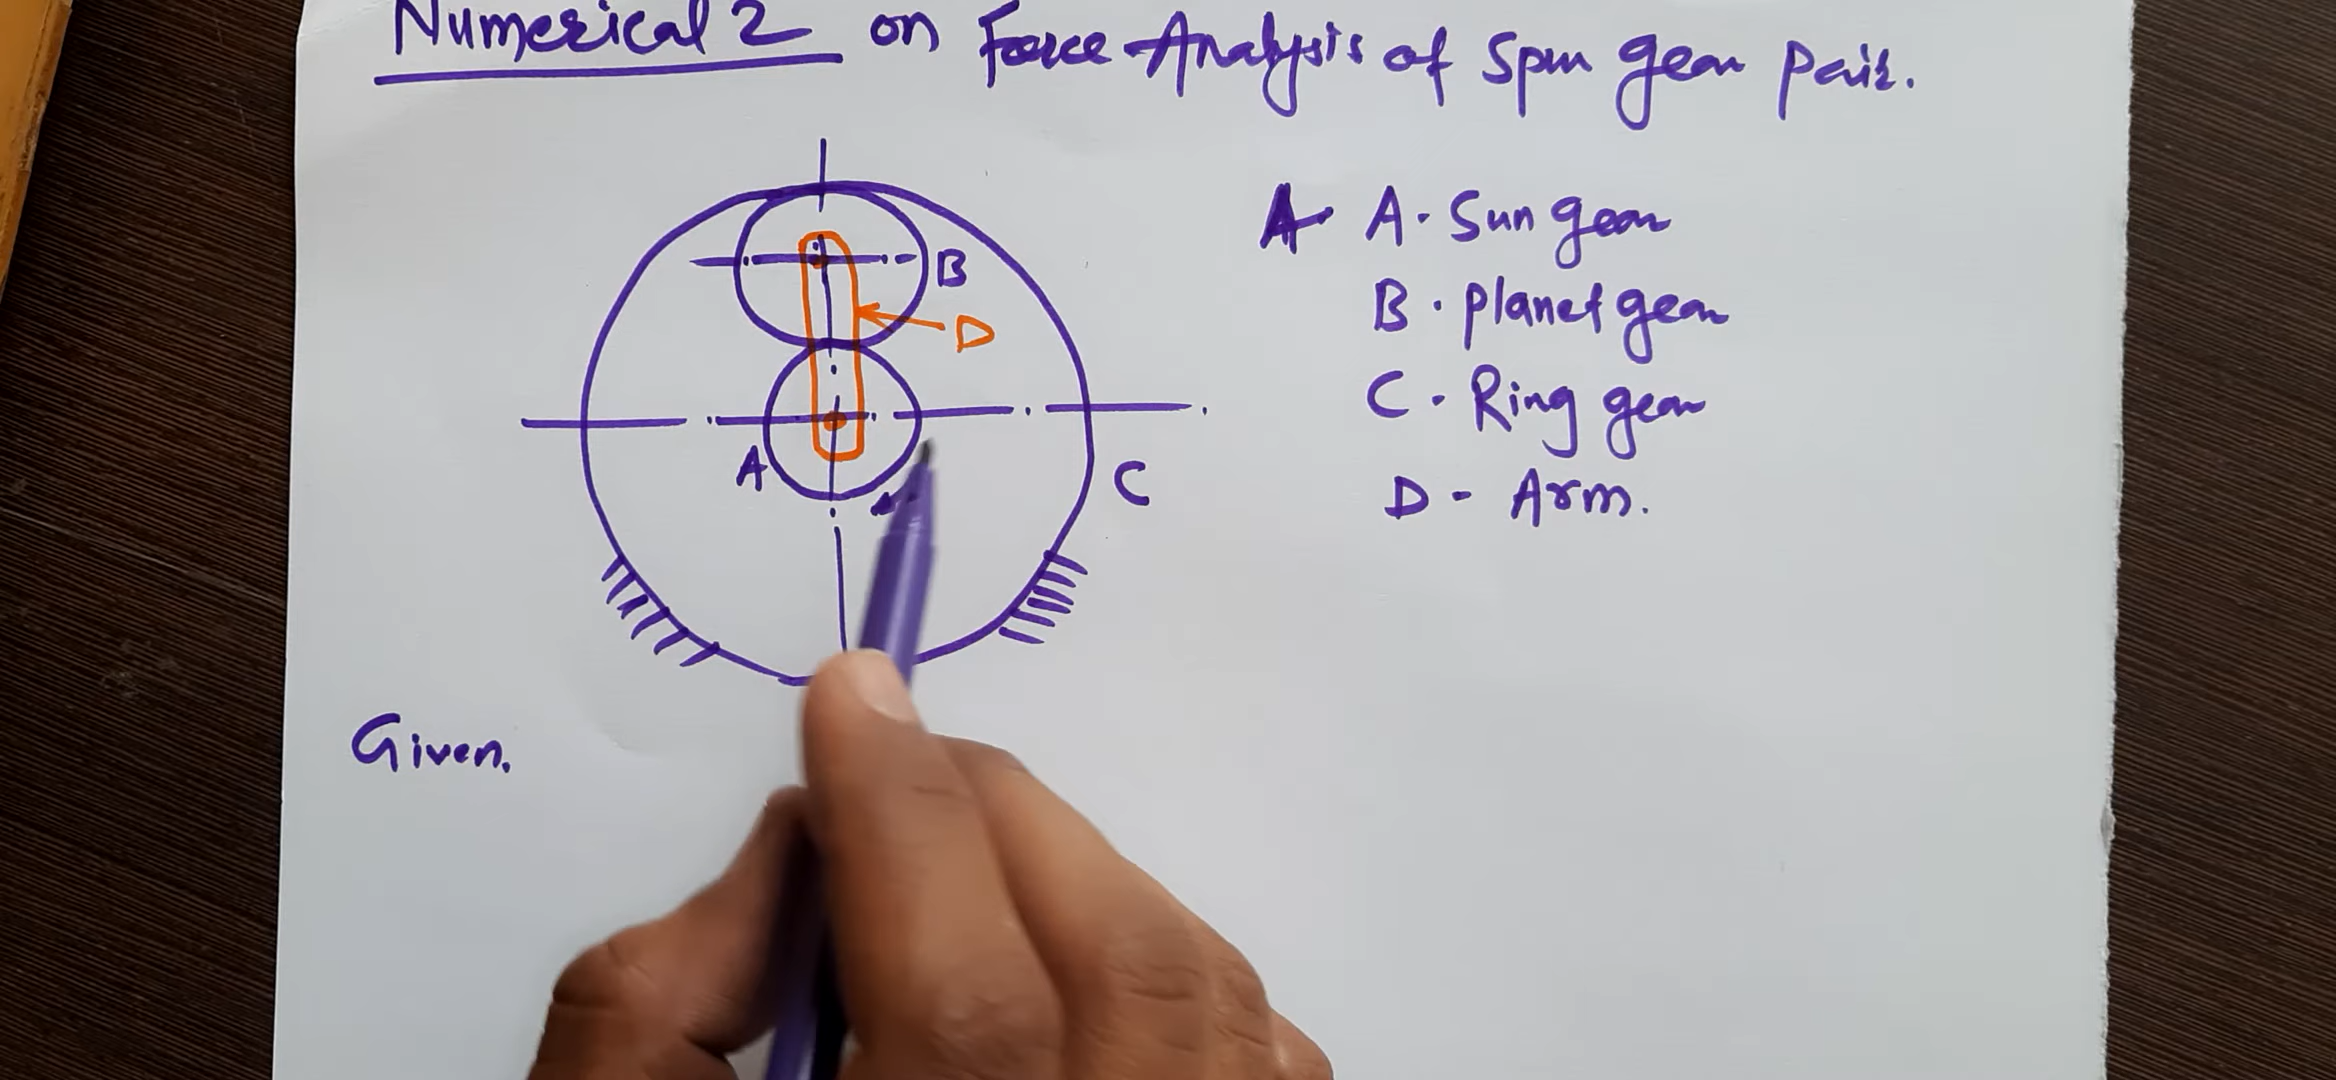 Numerical 2 on Force Analysis of Spur gear pair.
A A. Sun gear
B. planet gear
C. Ring gear
D - Arm.
B
D
A
C
Given.